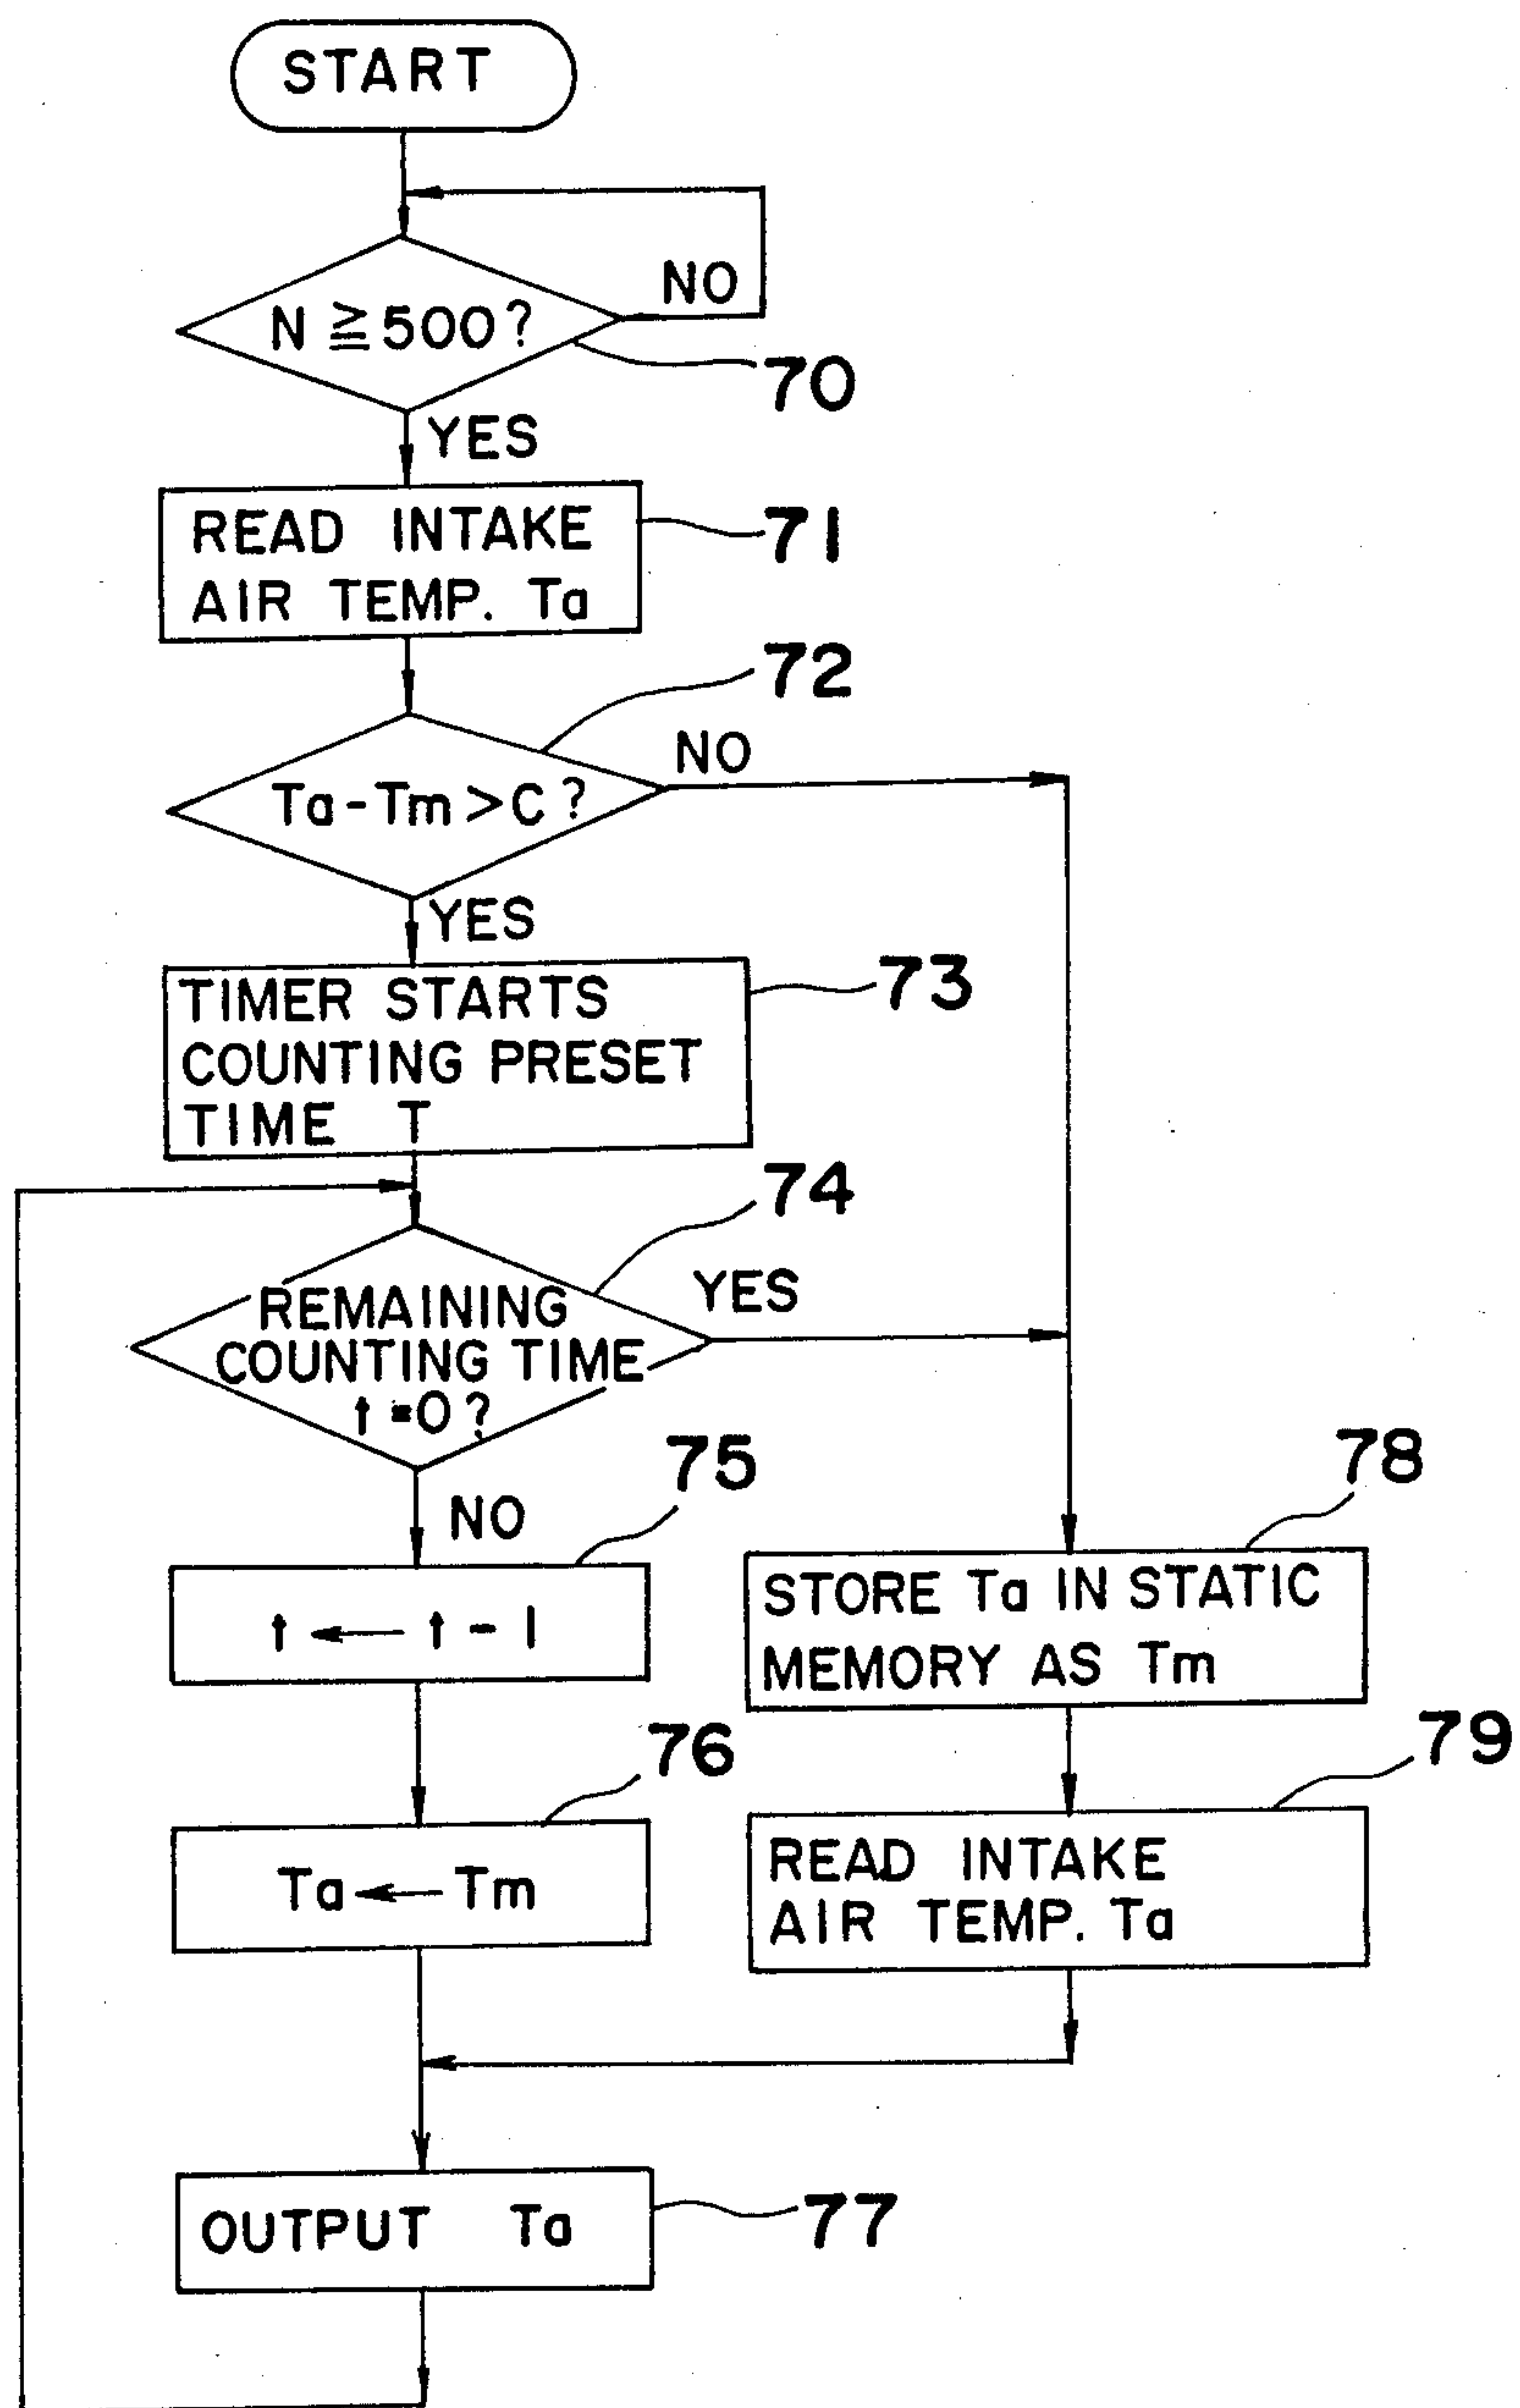 START
NO
N ≧ 500?
70
YES
READ INTAKE
AIR TEMP. Ta
71
72
NO
Ta - Tm > C?
YES
TIMER STARTS
COUNTING PRESET
TIME T
73
74
YES
REMAINING
COUNTING TIME
t = 0?
75
NO
t ← t - 1
78
STORE Ta IN STATIC
MEMORY AS Tm
76
79
Ta ← Tm
READ INTAKE
AIR TEMP. Ta
OUTPUT Ta
77